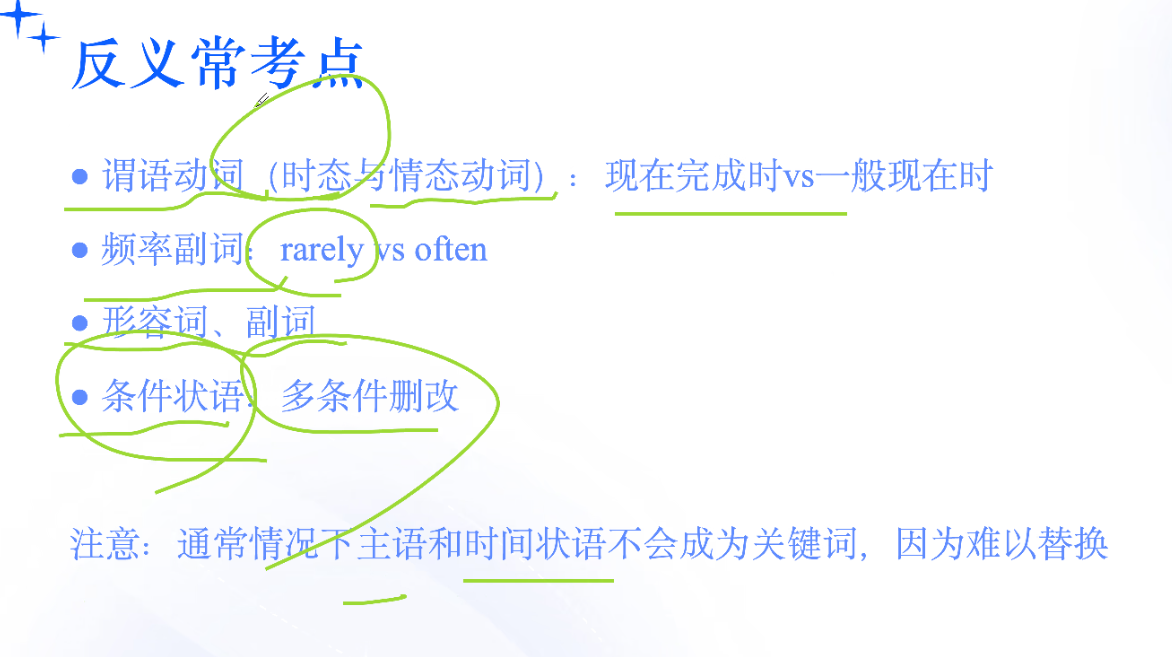 反义常考点
● 谓语动词（时态与情态动词）： 现在完成时vs一般现在时
● 频率副词： rarely vs often
● 形容词、副词
● 条件状语： 多条件删改
注意：通常情况下主语和时间状语不会成为关键词，因为难以替换